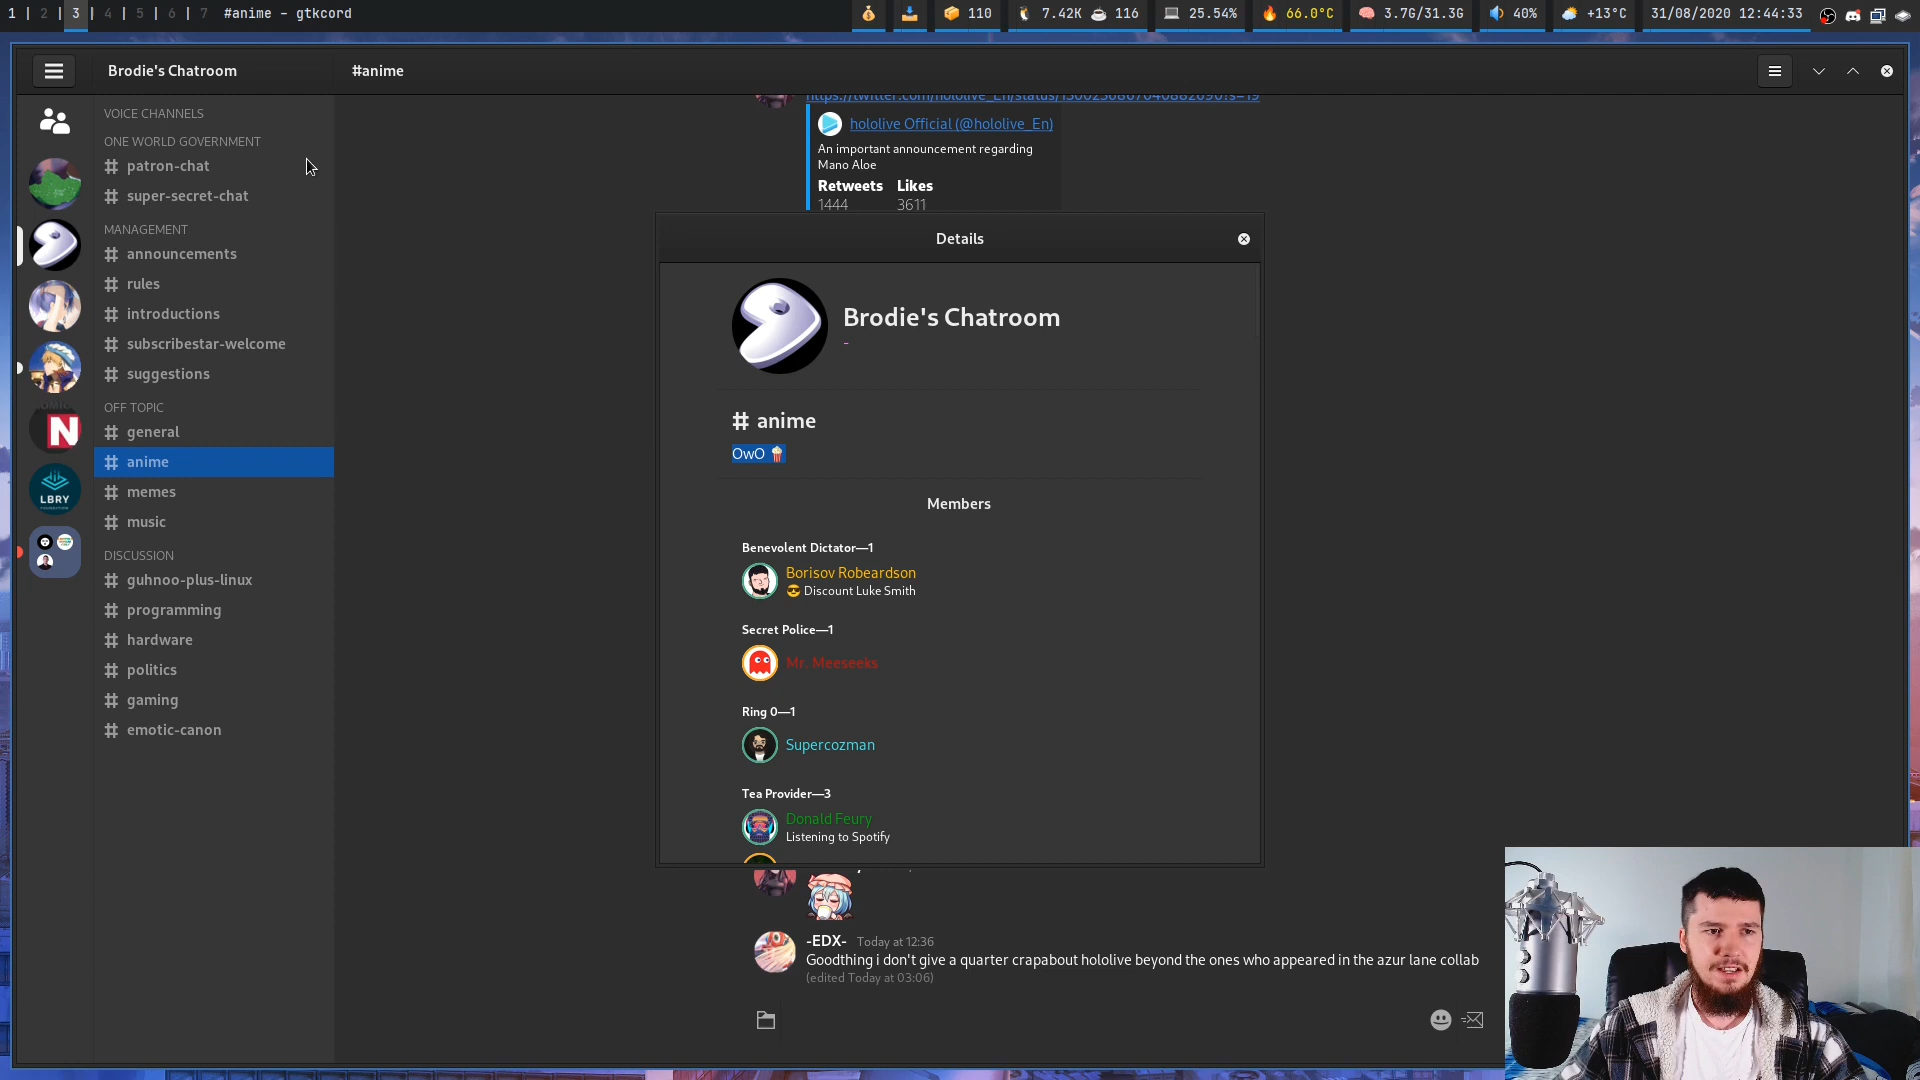 1 | 2 | 3 | 4 | 5 | 6 | 7 #anime - gtkcord
110 7.42K 116 25.54% 66.0°C 3.7G/31.3G 40% +13°C 31/08/2020 12:44:33
Brodie's Chatroom
#anime
VOICE CHANNELS
ONE WORLD GOVERNMENT
# patron-chat
# super-secret-chat
MANAGEMENT
# announcements
# rules
# introductions
# subscribestar-welcome
# suggestions
OFF TOPIC
# general
# anime
# memes
# music
DISCUSSION
# guhnoo-plus-linux
# programming
# hardware
# politics
# gaming
# emotic-canon
N
LBRY
hololive Official (@hololive_En)
An important announcement regarding
Mano Aloe
Retweets Likes
1444 3611
Details
Brodie's Chatroom
-
# anime
OwO 🍿
Members
Benevolent Dictator—1
Borisov Robeardson
😎 Discount Luke Smith
Secret Police—1
Mr. Meeseeks
Ring 0—1
Supercozman
Tea Provider—3
Donald Feury
Listening to Spotify
-EDX- Today at 12:36
Goodthing i don't give a quarter crapabout hololive beyond the ones who appeared in the azur lane collab
(edited Today at 03:06)